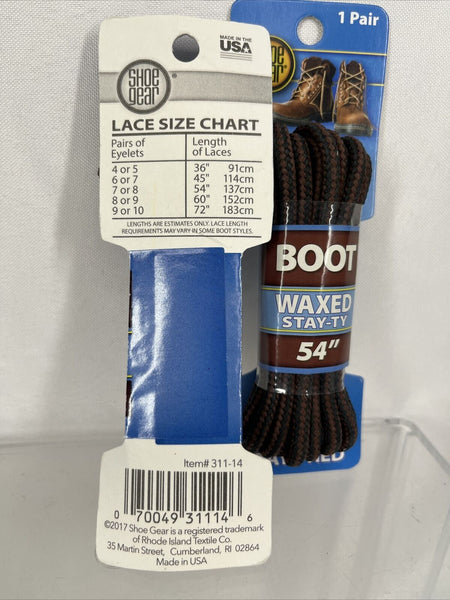 MADE IN THE
USA
SHOE
GEAR
LACE SIZE CHART
Pairs of Eyelets Length of Laces
4 or 5 36" 91cm
6 or 7 45" 114cm
7 or 8 54" 137cm
8 or 9 60" 152cm
9 or 10 72" 183cm
LENGTHS ARE ESTIMATES ONLY. LACE LENGTH
REQUIREMENTS MAY VARY IN SOME BOOT STYLES.
Item# 311-14
0 70049 31114 6
©2017 Shoe Gear is a registered trademark
of Rhode Island Textile Co.
35 Martin Street, Cumberland, RI 02864
Made in USA
1 Pair
BOOT
WAXED
STAY-TY
54"